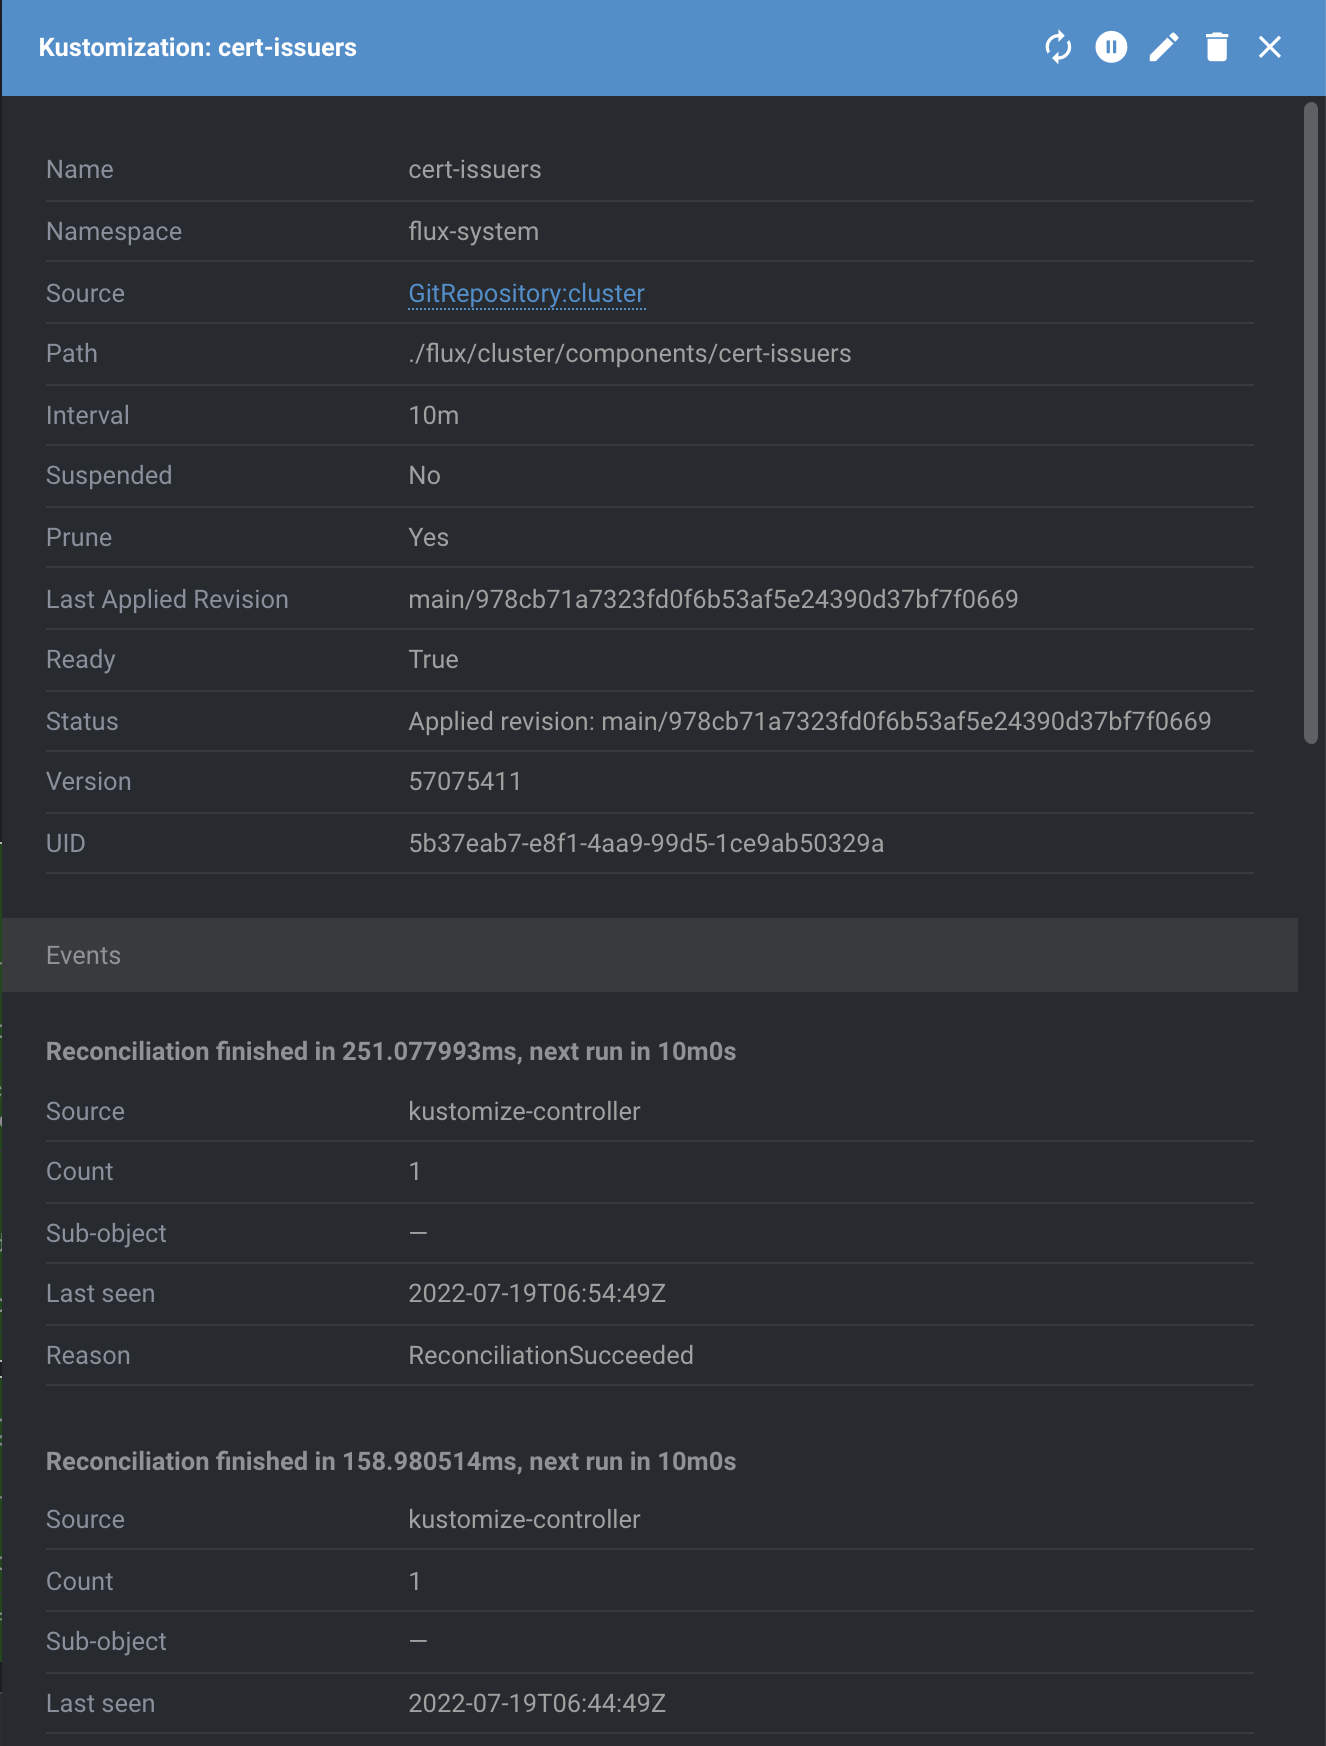 Kustomization: cert-issuers
Name cert-issuers
Namespace flux-system
Source GitRepository:cluster
Path ./flux/cluster/components/cert-issuers
Interval 10m
Suspended No
Prune Yes
Last Applied Revision main/978cb71a7323fd0f6b53af5e24390d37bf7f0669
Ready True
Status Applied revision: main/978cb71a7323fd0f6b53af5e24390d37bf7f0669
Version 57075411
UID 5b37eab7-e8f1-4aa9-99d5-1ce9ab50329a
Events
Reconciliation finished in 251.077993ms, next run in 10m0s
Source kustomize-controller
Count 1
Sub-object —
Last seen 2022-07-19T06:54:49Z
Reason ReconciliationSucceeded
Reconciliation finished in 158.980514ms, next run in 10m0s
Source kustomize-controller
Count 1
Sub-object —
Last seen 2022-07-19T06:44:49Z